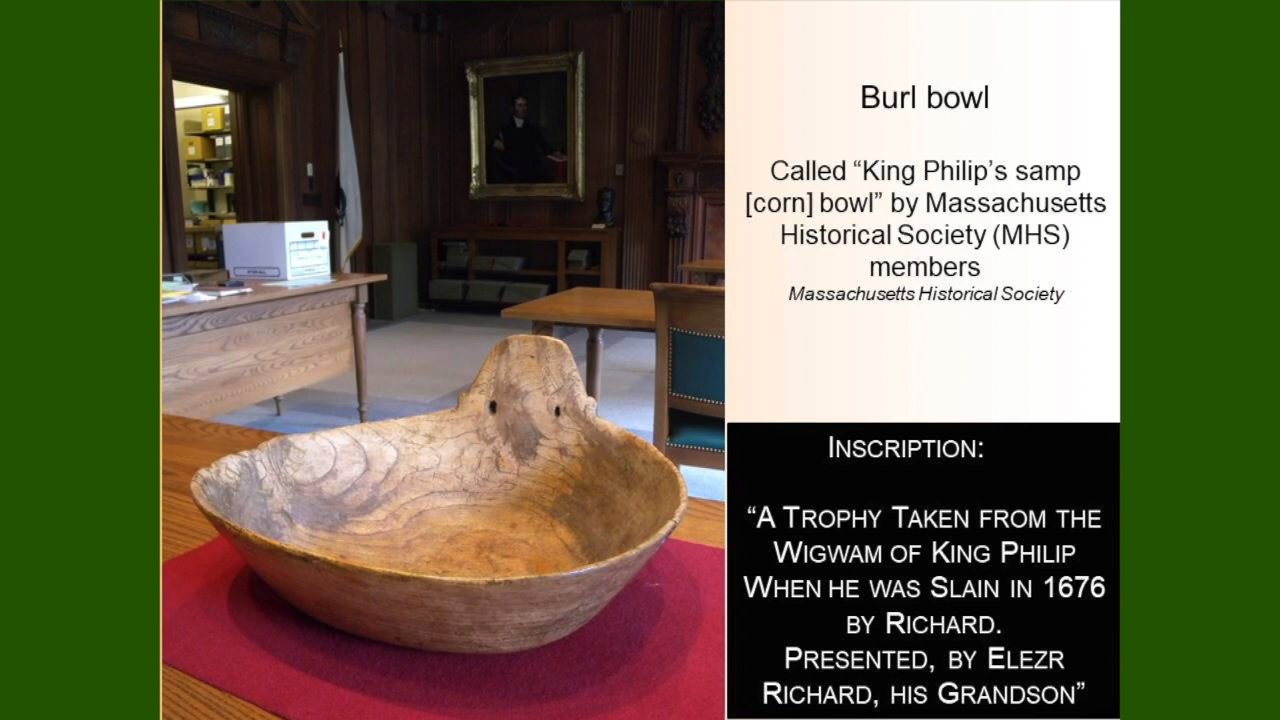 Burl bowl
Called “King Philip’s samp
[corn] bowl” by Massachusetts
Historical Society (MHS)
members
Massachusetts Historical Society
INSCRIPTION:
“A TROPHY TAKEN FROM THE
WIGWAM OF KING PHILIP
WHEN HE WAS SLAIN IN 1676
BY RICHARD.
PRESENTED, BY ELEZR
RICHARD, HIS GRANDSON”